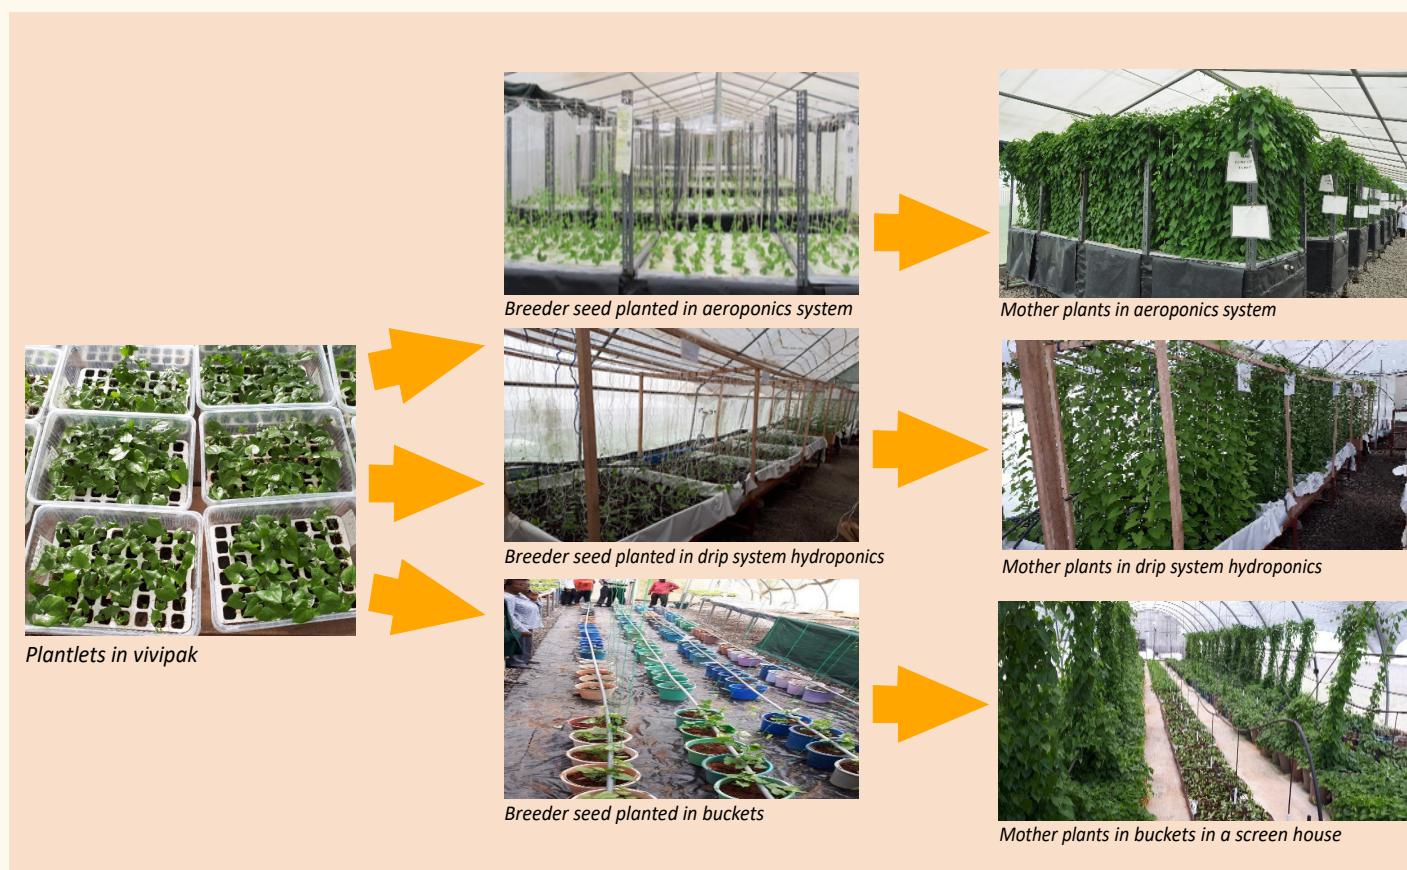 Breeder seed planted in aeroponics system
Mother plants in aeroponics system
Plantlets in vivipak
Breeder seed planted in drip system hydroponics
Mother plants in drip system hydroponics
Breeder seed planted in buckets
Mother plants in buckets in a screen house